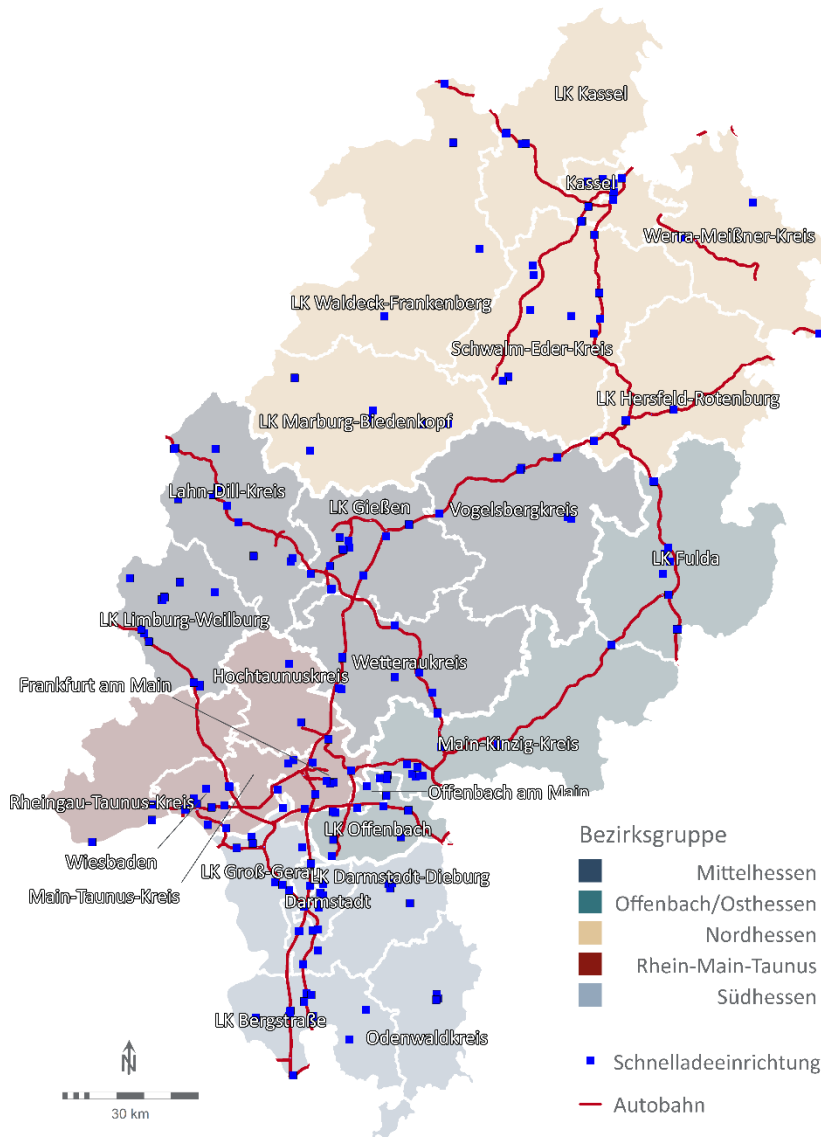 LK Kassel
Kassel
Werra-Meißner-Kreis
LK Waldeck-Frankenberg
Schwalm-Eder-Kreis
LK Hersfeld-Rotenburg
LK Marburg-Biedenkopf
Lahn-Dill-Kreis
LK Gießen
Vogelsbergkreis
LK Fulda
LK Limburg-Weilburg
Wetteraukreis
Hochtaunuskreis
Frankfurt am Main
Main-Kinzig-Kreis
Offenbach am Main
Rheingau-Taunus-Kreis
LK Offenbach
Wiesbaden
LK Groß-Gerau
LK Darmstadt-Dieburg
Main-Taunus-Kreis
Darmstadt
LK Bergstraße
Odenwaldkreis
Bezirksgruppe
Mittelhessen
Offenbach/Osthessen
Nordhessen
Rhein-Main-Taunus
Südhessen
Schnelladeeinrichtung
Autobahn
N
30 km